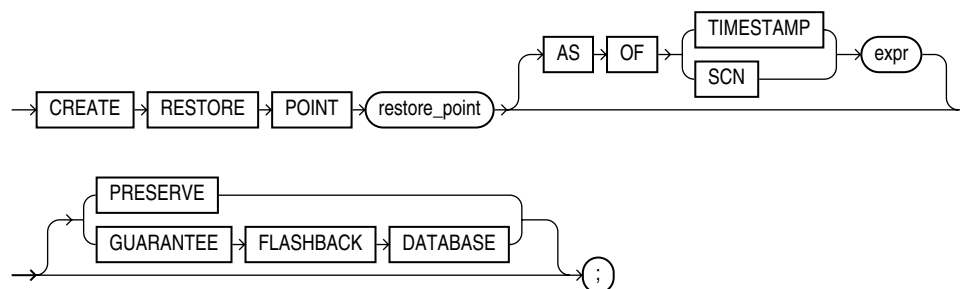 TIMESTAMP
AS OF expr
SCN
CREATE RESTORE POINT restore_point
PRESERVE
GUARANTEE FLASHBACK DATABASE
;